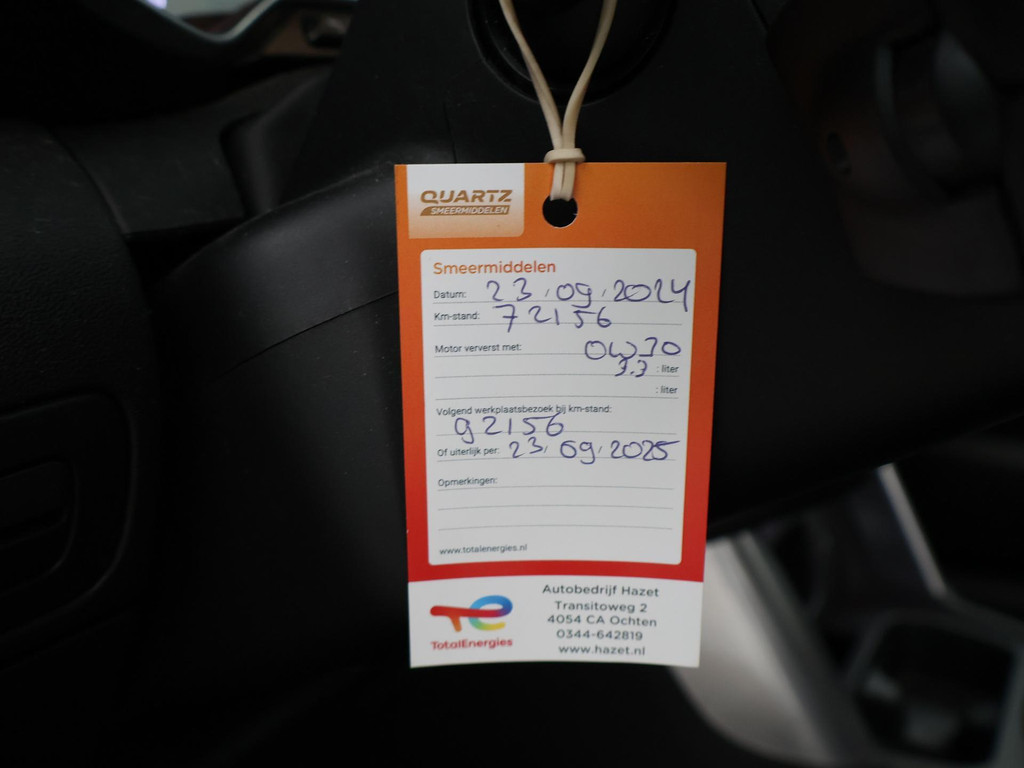 QUARTZ
SMEERMIDDELEN
Smeermiddelen
Datum: 23.09.2024
Km-stand: 72156
Motor ververst met: 0W30
3.3 : liter
: liter
Volgend werkplaatsbezoek bij km-stand:
92156
Of uiterlijk per: 23.09.2025
Opmerkingen:
www.totalenergies.nl
TotalEnergies
Autobedrijf Hazet
Transitoweg 2
4054 CA Ochten
0344-642819
www.hazet.nl